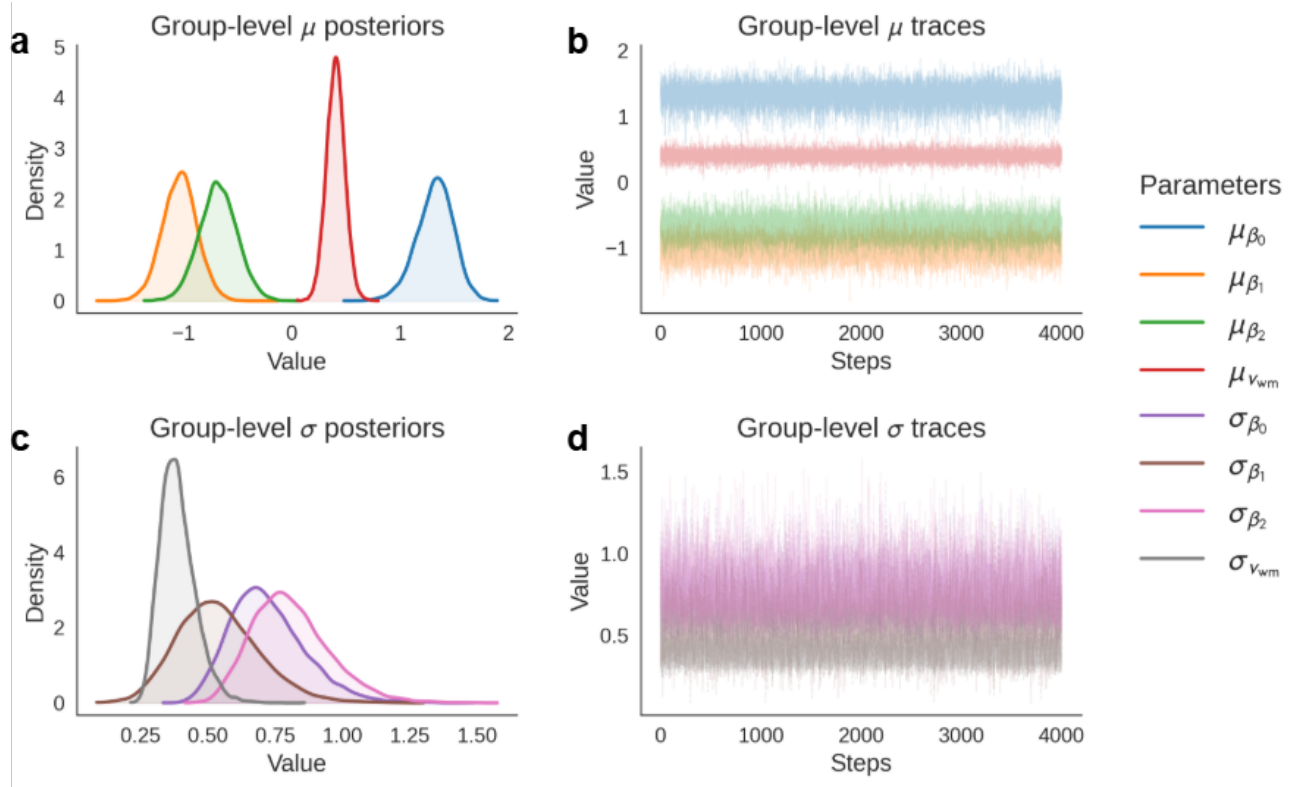 a
Group-level μ posteriors
5
4
3
2
1
0
Density
−1
0
1
2
Value
b
Group-level μ traces
2
1
0
−1
Value
0
1000
2000
3000
4000
Steps
c
Group-level σ posteriors
6
4
2
0
Density
0.25
0.50
0.75
1.00
1.25
1.50
Value
d
Group-level σ traces
1.5
1.0
0.5
Value
0
1000
2000
3000
4000
Steps
Parameters
μβ₀
μβ₁
μβ₂
μνwm
σβ₀
σβ₁
σβ₂
σνwm